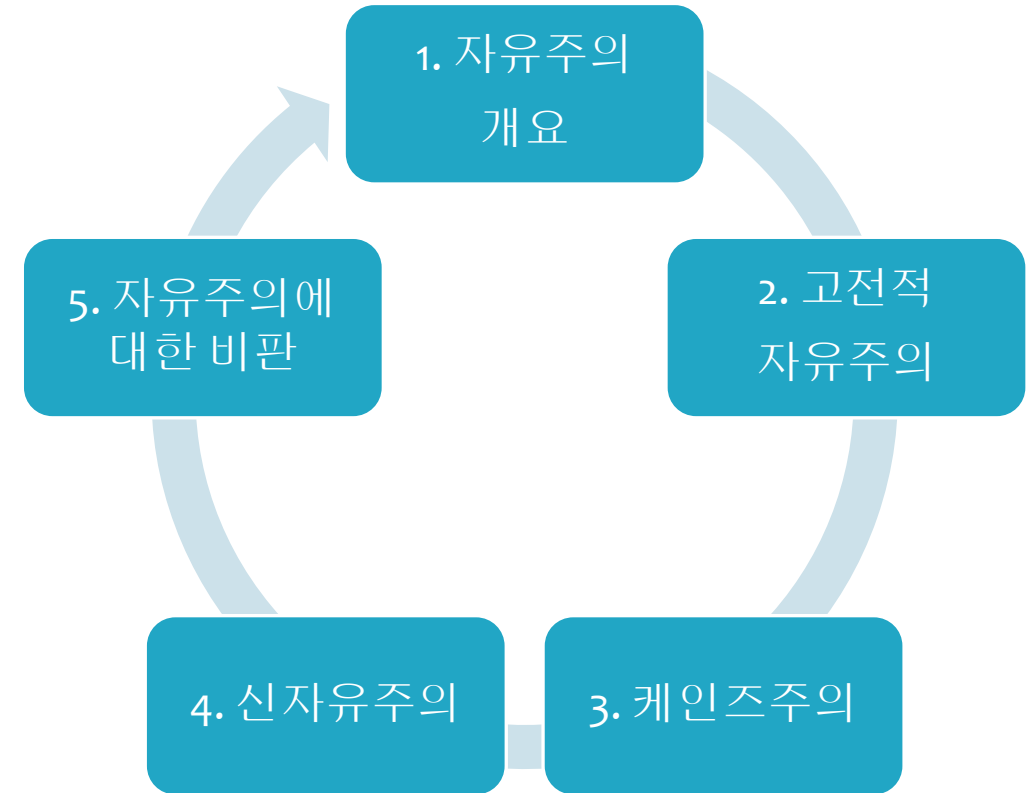 1. 자유주의
개요
2. 고전적
자유주의
3. 케인즈주의
4. 신자유주의
5. 자유주의에
대한 비판